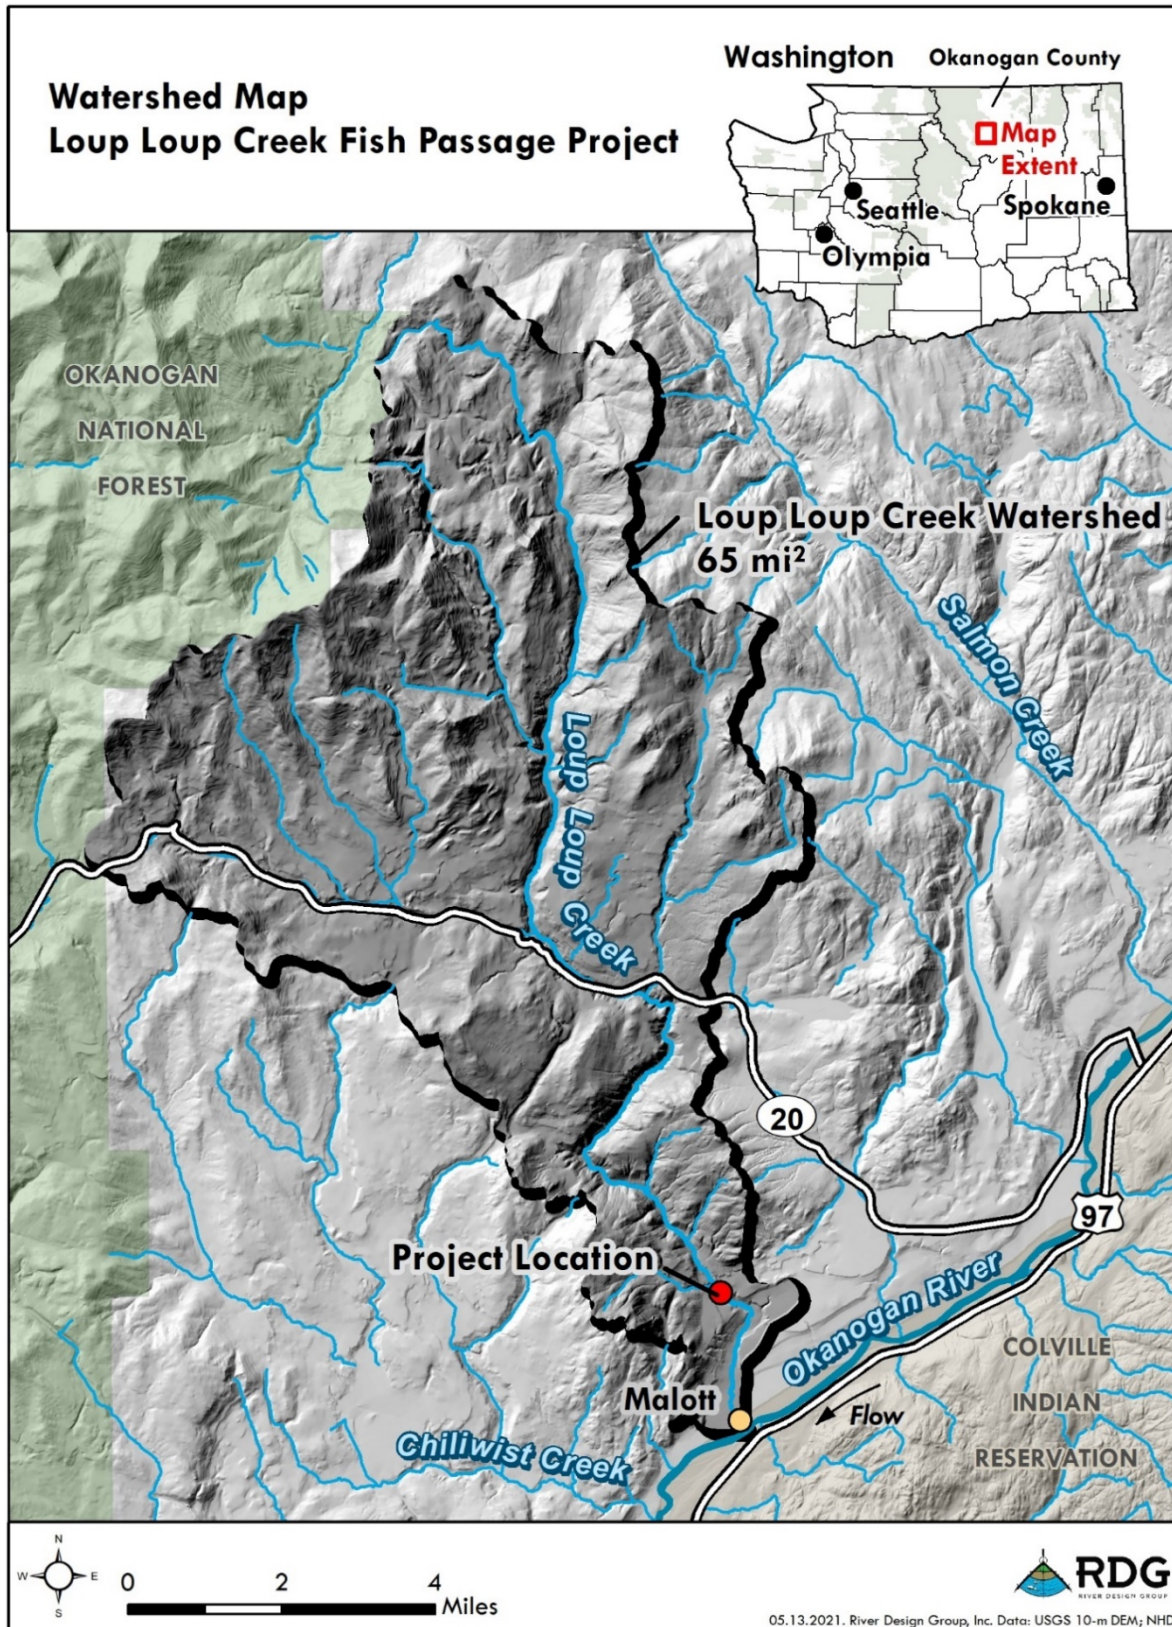 Watershed Map
Loup Loup Creek Fish Passage Project
Washington
Okanogan County
Map
Extent
Seattle
Spokane
Olympia
OKANOGAN
NATIONAL
FOREST
Loup Loup Creek Watershed
65 mi²
Salmon Creek
Loup Loup Creek
20
97
Project Location
Okanogan River
COLVILLE
INDIAN
RESERVATION
Malott
Flow
Chiliwist Creek
N
W E
S
0 2 4
Miles
RDG
RIVER DESIGN GROUP
05.13.2021. River Design Group, Inc. Data: USGS 10-m DEM; NHD